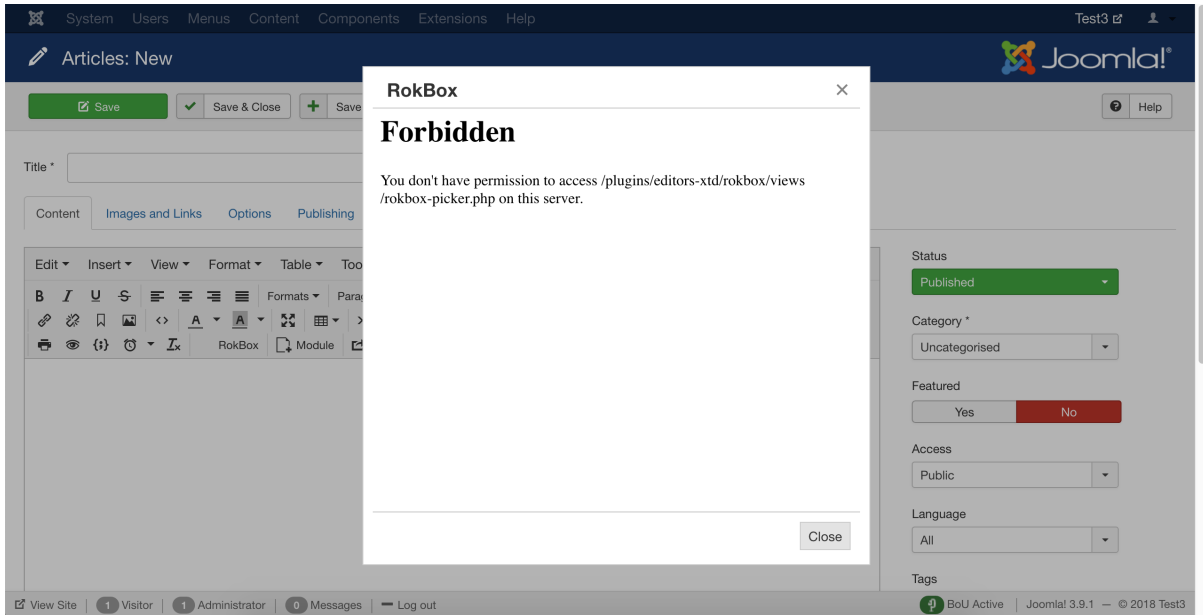 System Users Menus Content Components Extensions Help Test3
Articles: New Joomla!®
Save Save & Close Save Help
RokBox ×
Forbidden
You don't have permission to access /plugins/editors-xtd/rokbox/views
/rokbox-picker.php on this server.
Close
Title *
Content Images and Links Options Publishing
Edit Insert View Format Table Too
B I U S Formats Parag
A A
Ix RokBox Module
Status
Published
Category *
Uncategorised
Featured
Yes No
Access
Public
Language
All
Tags
View Site 1 Visitor 1 Administrator 0 Messages Log out BoU Active Joomla! 3.9.1 — © 2018 Test3